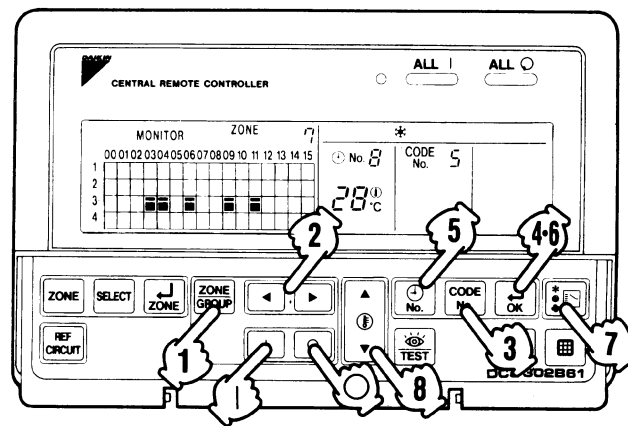 DAIKIN
CENTRAL REMOTE CONTROLLER
ALL |
ALL
MONITOR ZONE 7
00 01 02 03 04 05 06 07 08 09 10 11 12 13 14 15
1
2
3
4
No. 8
CODE No. 5
28 °C
2
5
4•6
ZONE
SELECT
ZONE
ZONE GROUP
No.
CODE
OK
REF CIRCUIT
TEST
1
8
3
7